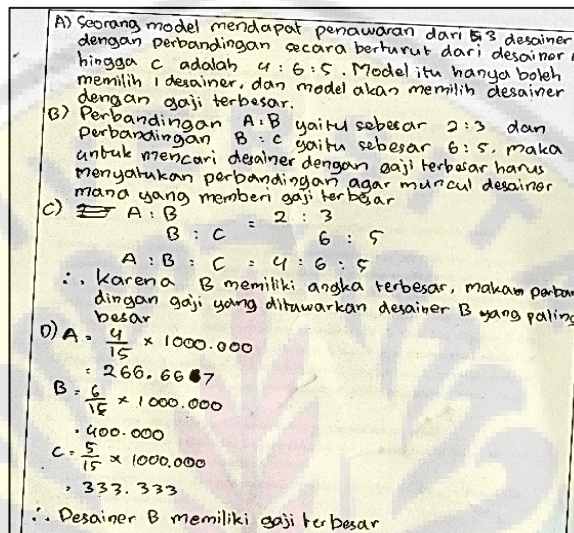 A) Seorang model mendapat penawaran dari 3 desainer
dengan perbandingan secara berturut dari desainer
hingga C adalah 4 : 6 : 5. Model itu hanya boleh
memilih 1 desainer, dan model akan memilih desainer
dengan gaji terbesar.
B) Perbandingan A:B yaitu sebesar 2:3 dan
perbandingan B:C yaitu sebesar 6:5, maka
untuk mencari desainer dengan gaji terbesar harus
menyatukan perbandingan agar muncul desainer
mana yang memberi gaji terbesar
C) A : B = 2 : 3
B : C 6 : 5
A : B : C = 4 : 6 : 5
∴ Karena B memiliki angka terbesar, maka perban
dingan gaji yang ditawarkan desainer B yang paling
besar
D) A = 4/15 × 1000.000
= 266.667
B = 6/15 × 1000.000
= 400.000
C = 5/15 × 1000.000
= 333.333
∴ Desainer B memiliki gaji terbesar